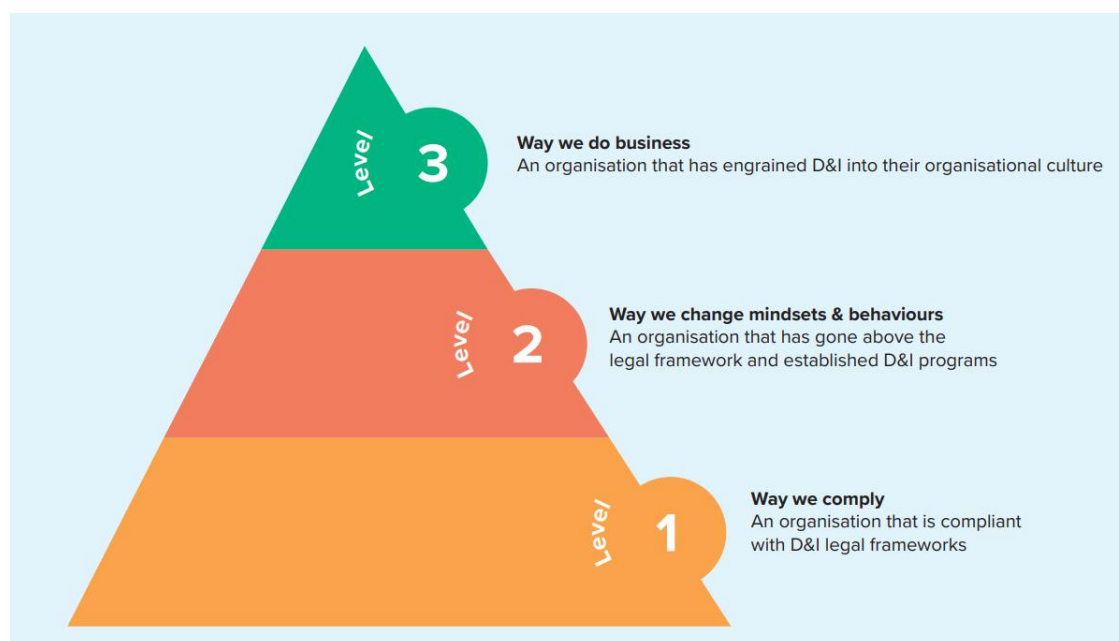 Level
3
Way we do business
An organisation that has engrained D&I into their organisational culture
Level
2
Way we change mindsets & behaviours
An organisation that has gone above the
legal framework and established D&I programs
Level
1
Way we comply
An organisation that is compliant
with D&I legal frameworks